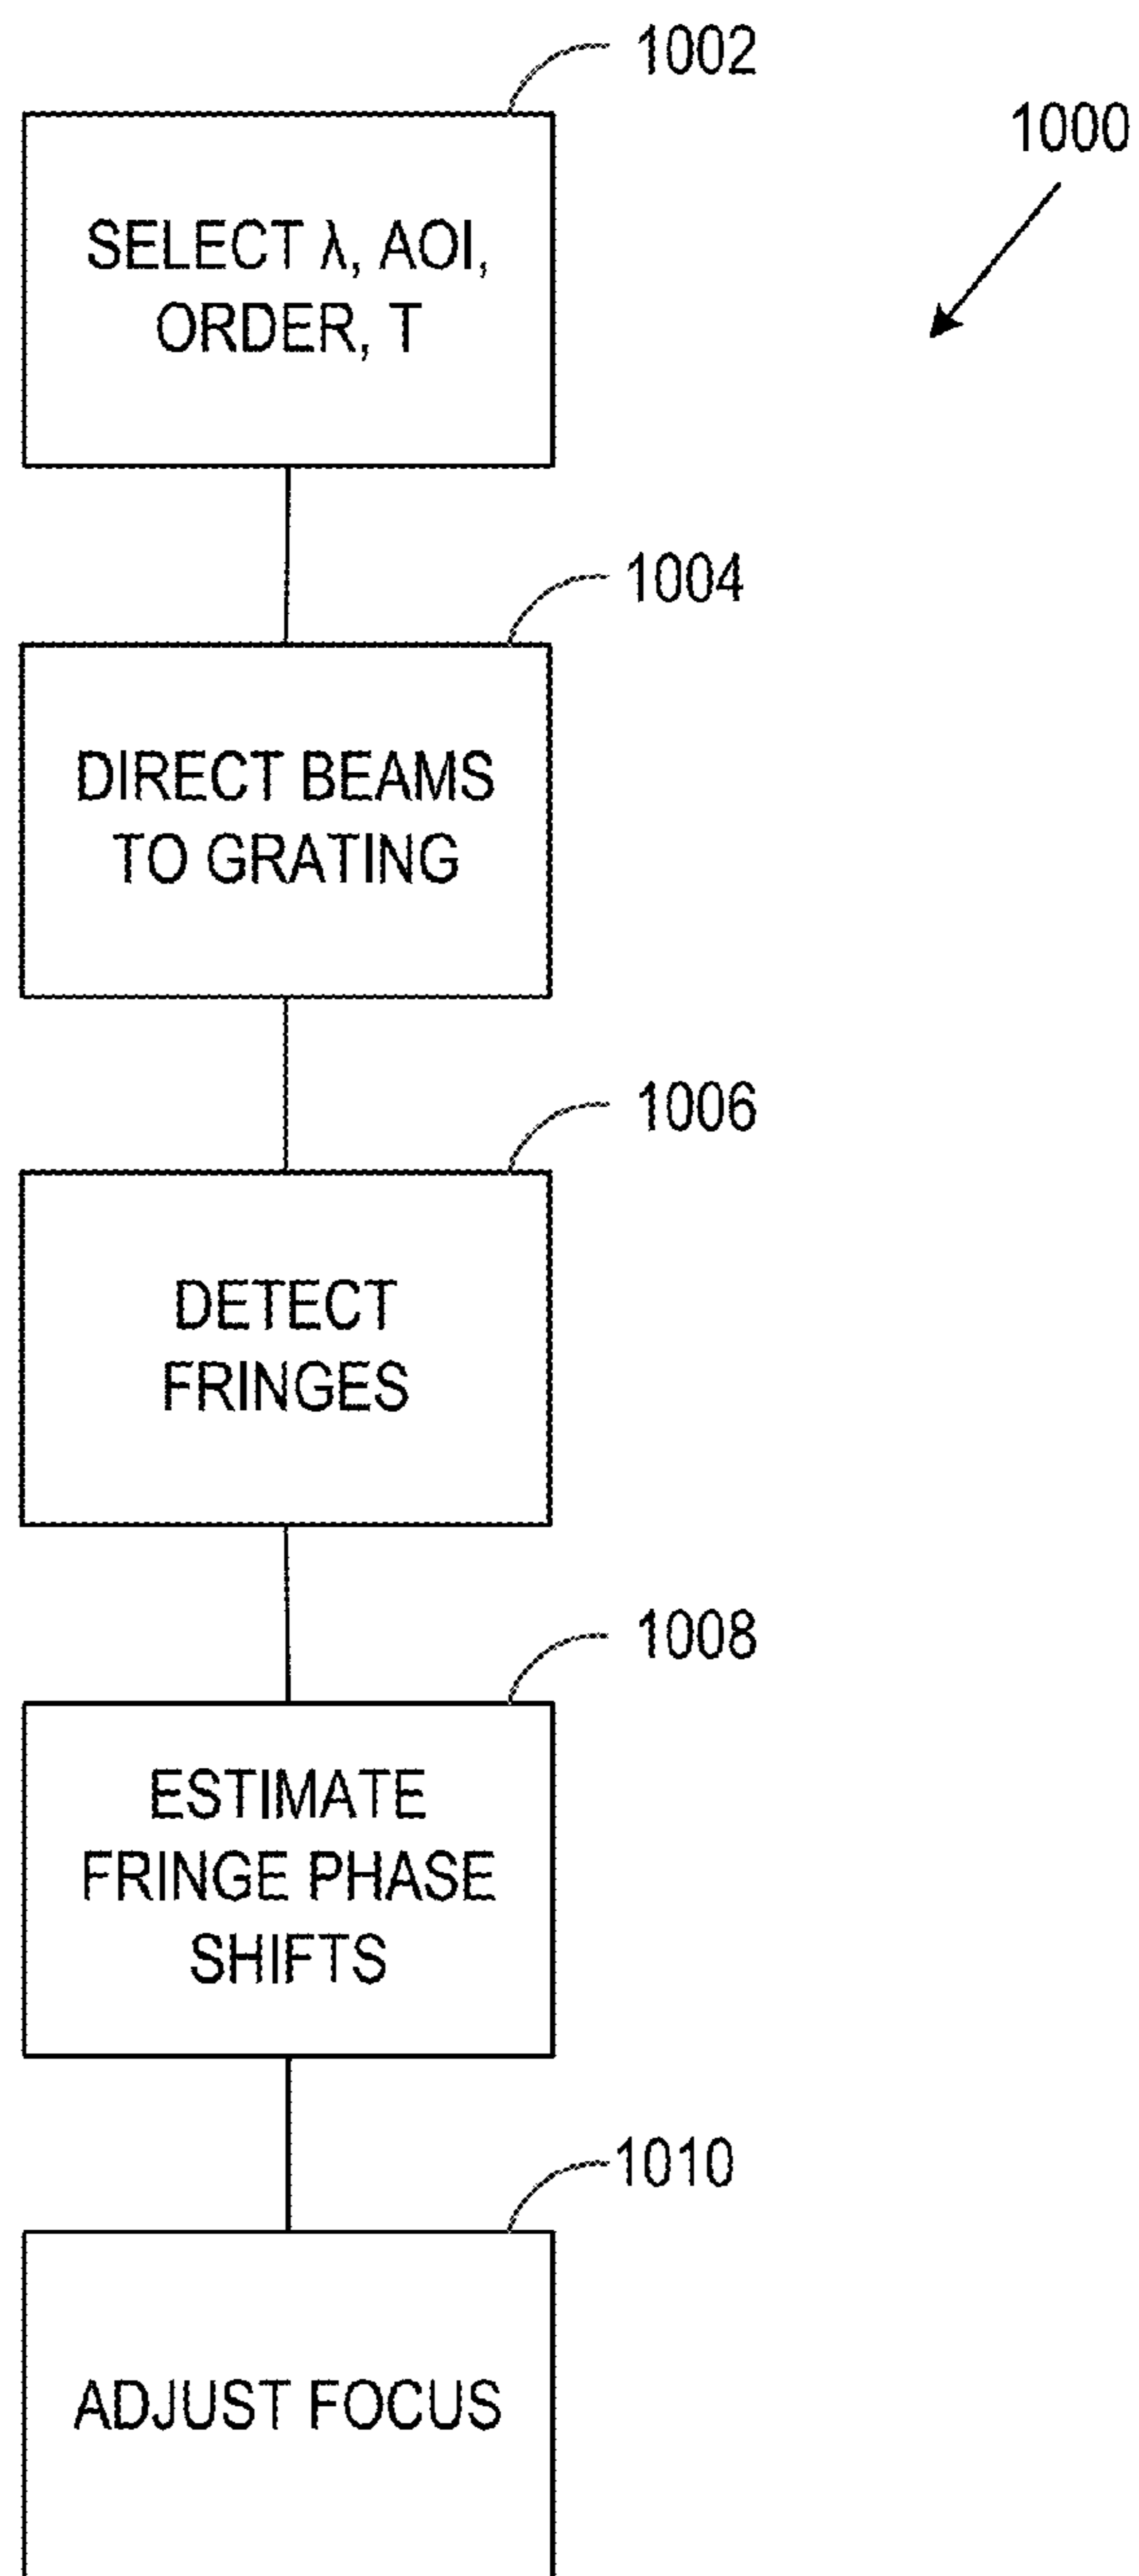 1002
1000
SELECT λ, AOI,
ORDER, T
1004
DIRECT BEAMS
TO GRATING
1006
DETECT
FRINGES
1008
ESTIMATE
FRINGE PHASE
SHIFTS
1010
ADJUST FOCUS